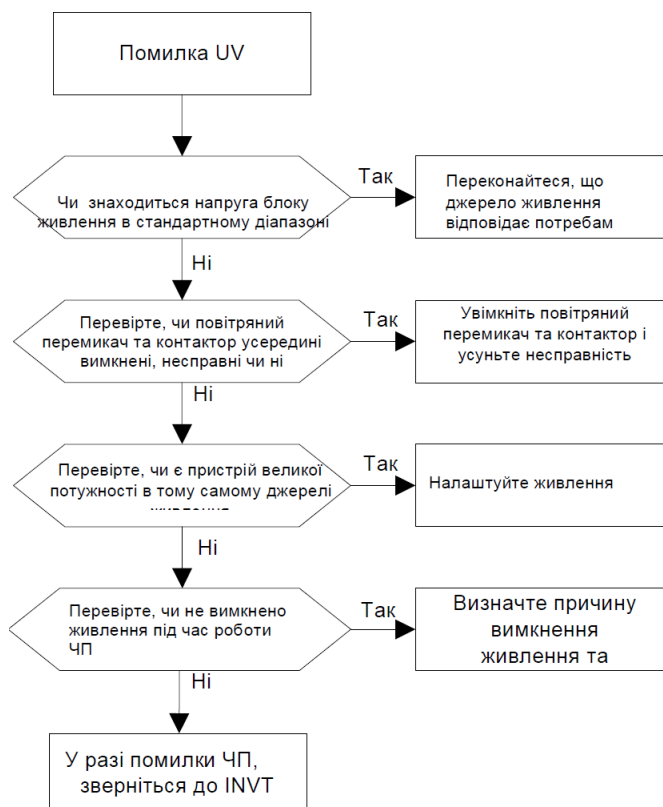 Помилка UV
Чи знаходиться напруга блоку
живлення в стандартному діапазоні
Так
Переконайтеся, що
джерело живлення
відповідає потребам
Ні
Перевірте, чи повітряний
перемикач та контактор усередині
вимкнені, несправні чи ні
Так
Увімкніть повітряний
перемикач та контактор і
усуньте несправність
Ні
Перевірте, чи є пристрій великої
потужності в тому самому джерелі
живлення
Так
Налаштуйте живлення
Ні
Перевірте, чи не вимкнено
живлення під час роботи
ЧП
Так
Визначте причину
вимкнення
живлення та
Ні
У разі помилки ЧП,
зверніться до INVT